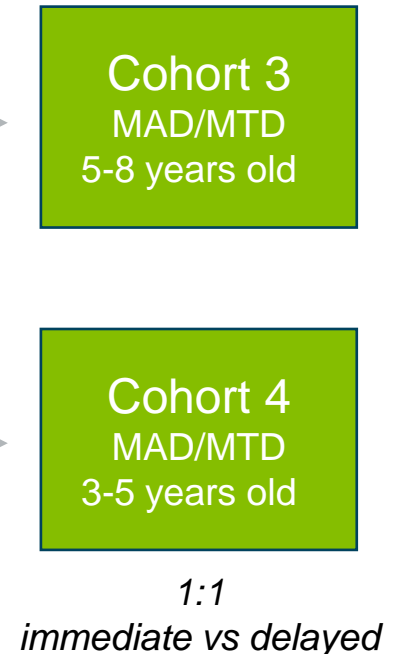 Cohort 3
MAD/MTD
5-8 years old
Cohort 4
MAD/MTD
3-5 years old
1:1
immediate vs delayed